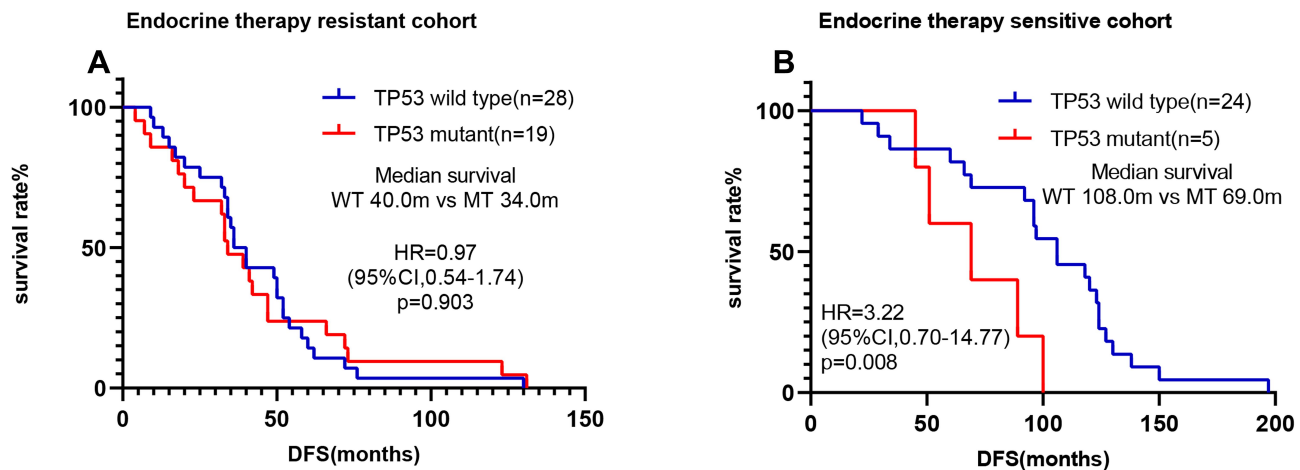 Endocrine therapy resistant cohort
A
TP53 wild type(n=28)
TP53 mutant(n=19)
Median survival
WT 40.0m vs MT 34.0m
HR=0.97
(95%CI,0.54-1.74)
p=0.903
survival rate%
100
50
0
0 50 100 150
DFS(months)
Endocrine therapy sensitive cohort
B
TP53 wild type(n=24)
TP53 mutant(n=5)
Median survival
WT 108.0m vs MT 69.0m
HR=3.22
(95%CI,0.70-14.77)
p=0.008
survival rate%
100
50
0
0 50 100 150 200
DFS(months)